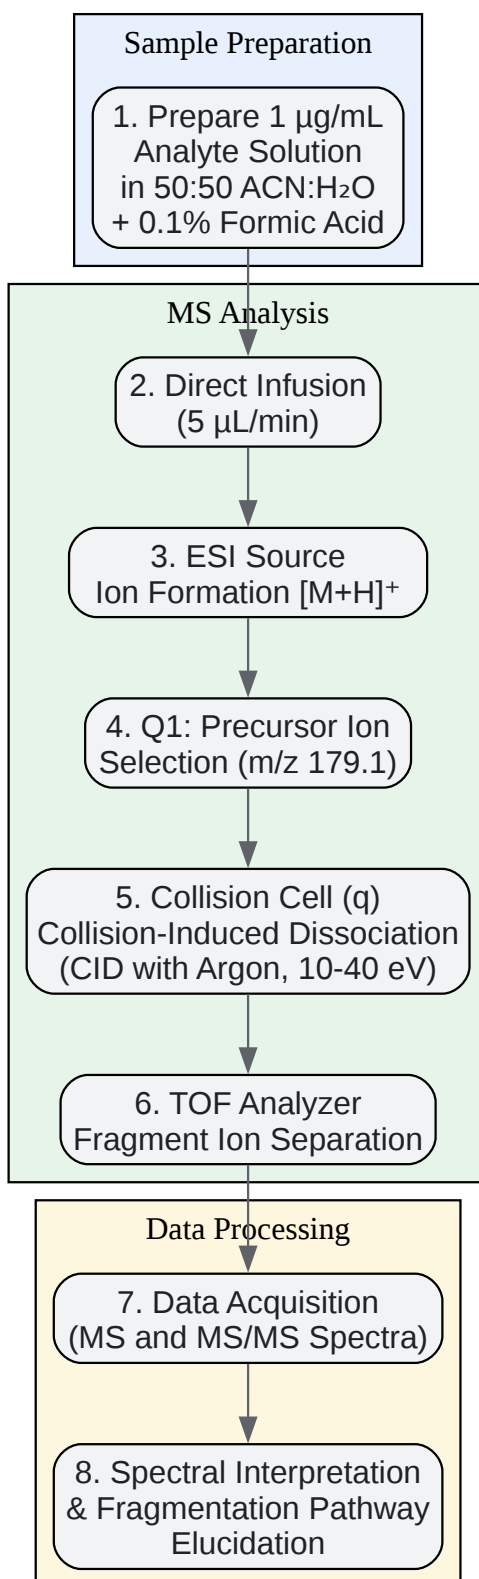 Sample Preparation
1. Prepare 1 µg/mL
Analyte Solution
in 50:50 ACN:H₂O
+ 0.1% Formic Acid
MS Analysis
2. Direct Infusion
(5 µL/min)
3. ESI Source
Ion Formation [M+H]⁺
4. Q1: Precursor Ion
Selection (m/z 179.1)
5. Collision Cell (q)
Collision-Induced Dissociation
(CID with Argon, 10-40 eV)
6. TOF Analyzer
Fragment Ion Separation
Data Processing
7. Data Acquisition
(MS and MS/MS Spectra)
8. Spectral Interpretation
& Fragmentation Pathway
Elucidation